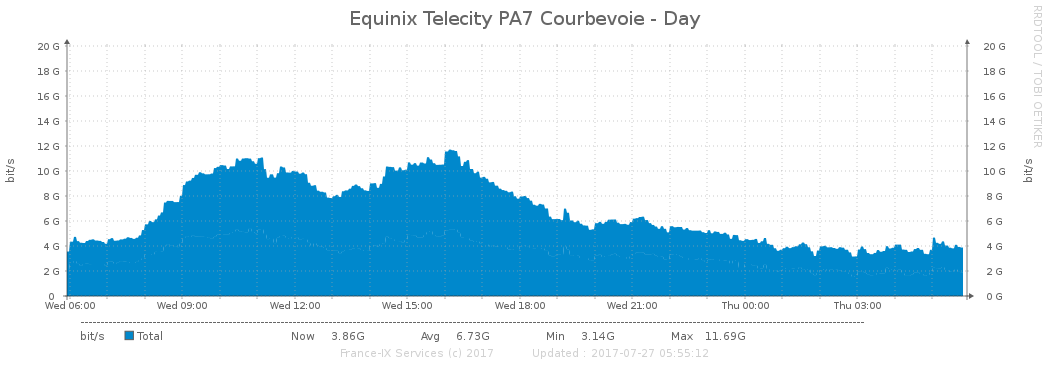 Equinix Telecity PA7 Courbevoie - Day
RRDTOOL / TOBI OETIKER
bit/s
20 G 20 G
18 G 18 G
16 G 16 G
14 G 14 G
12 G 12 G
10 G 10 G
8 G 8 G
6 G 6 G
4 G 4 G
2 G 2 G
0 0 G
bit/s
Wed 06:00 Wed 09:00 Wed 12:00 Wed 15:00 Wed 18:00 Wed 21:00 Thu 00:00 Thu 03:00
bit/s Total Now 3.86G Avg 6.73G Min 3.14G Max 11.69G
France-IX Services (c) 2017 Updated : 2017-07-27 05:55:12